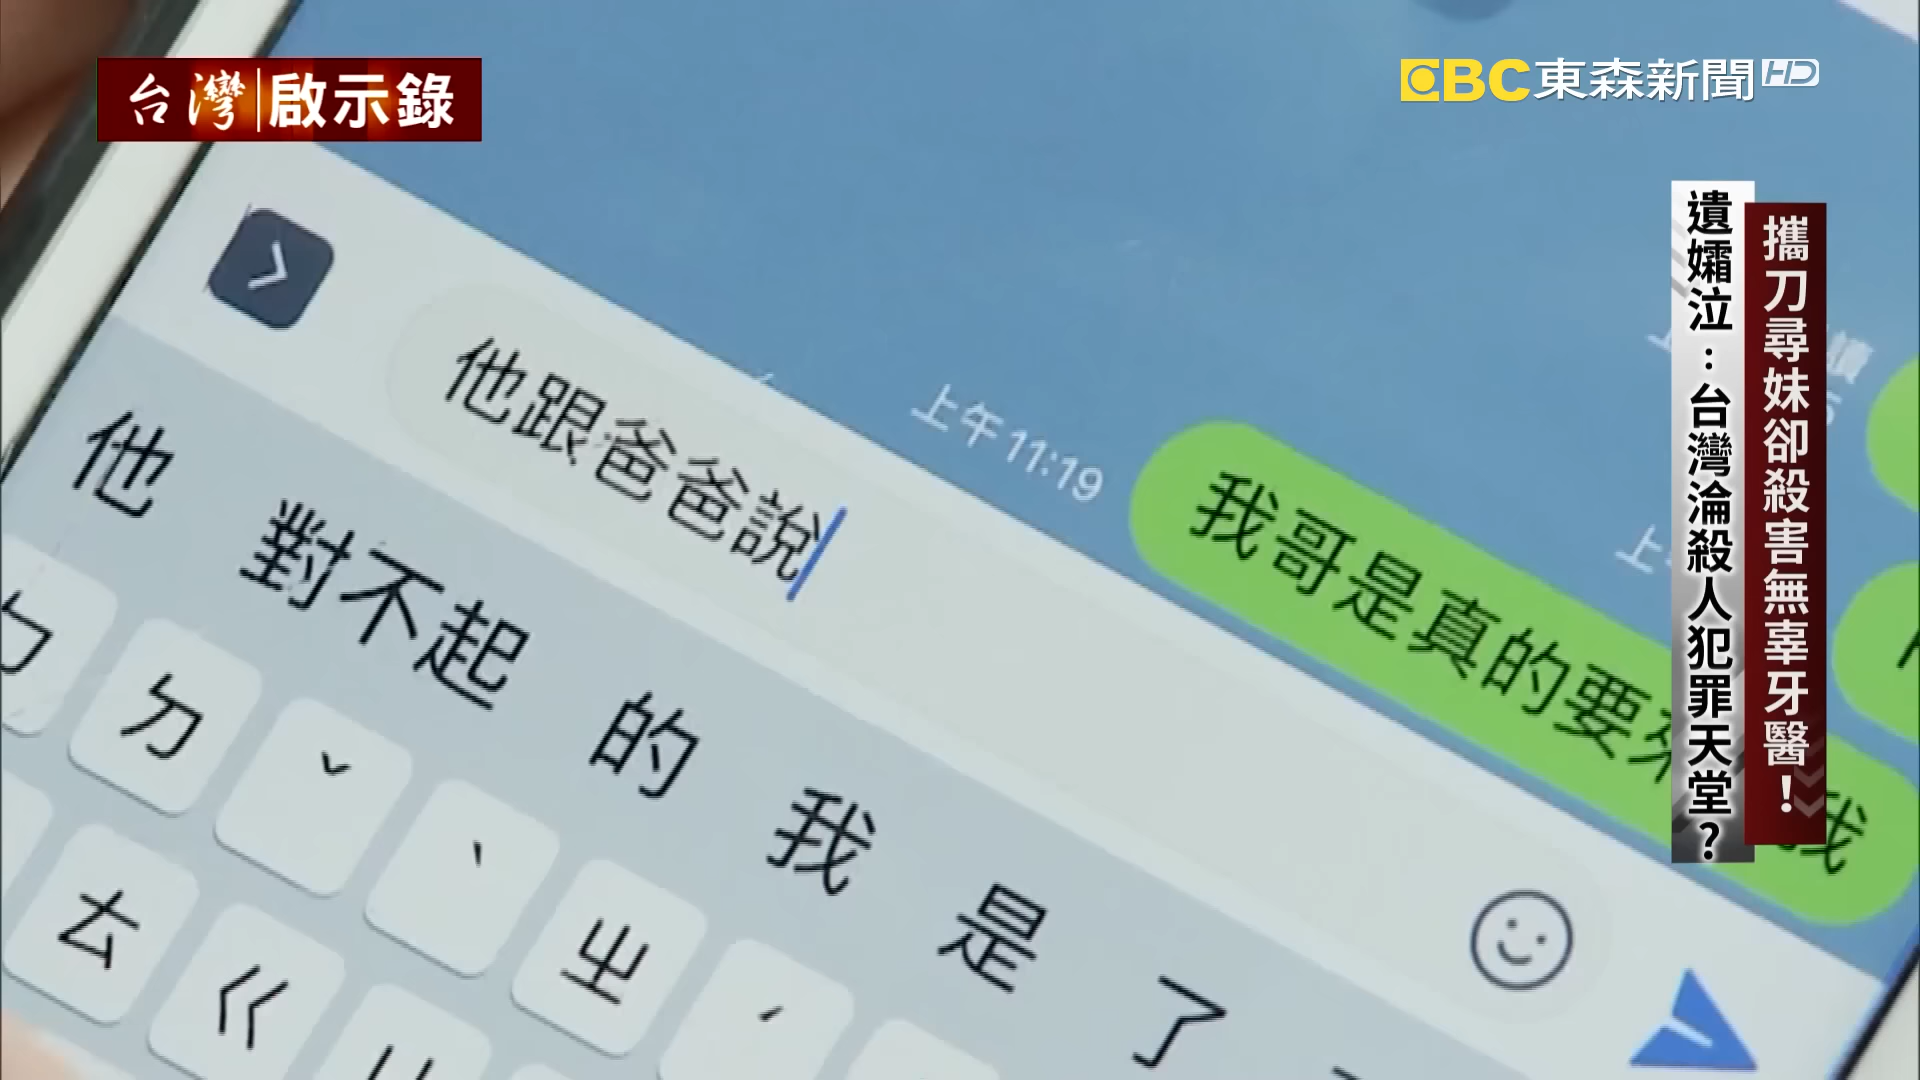 台灣啟示錄
EBC東森新聞HD
攜刀尋妹卻殺害無辜牙醫！
遺孀泣：台灣淪殺人犯罪天堂？
上午11:19
我哥是真的要來
我
他跟爸爸說
他 對不起 的 我 是 了
ㄅ ㄉ ˇ ˋ ㄓ ˊ
ㄊ ㄍ